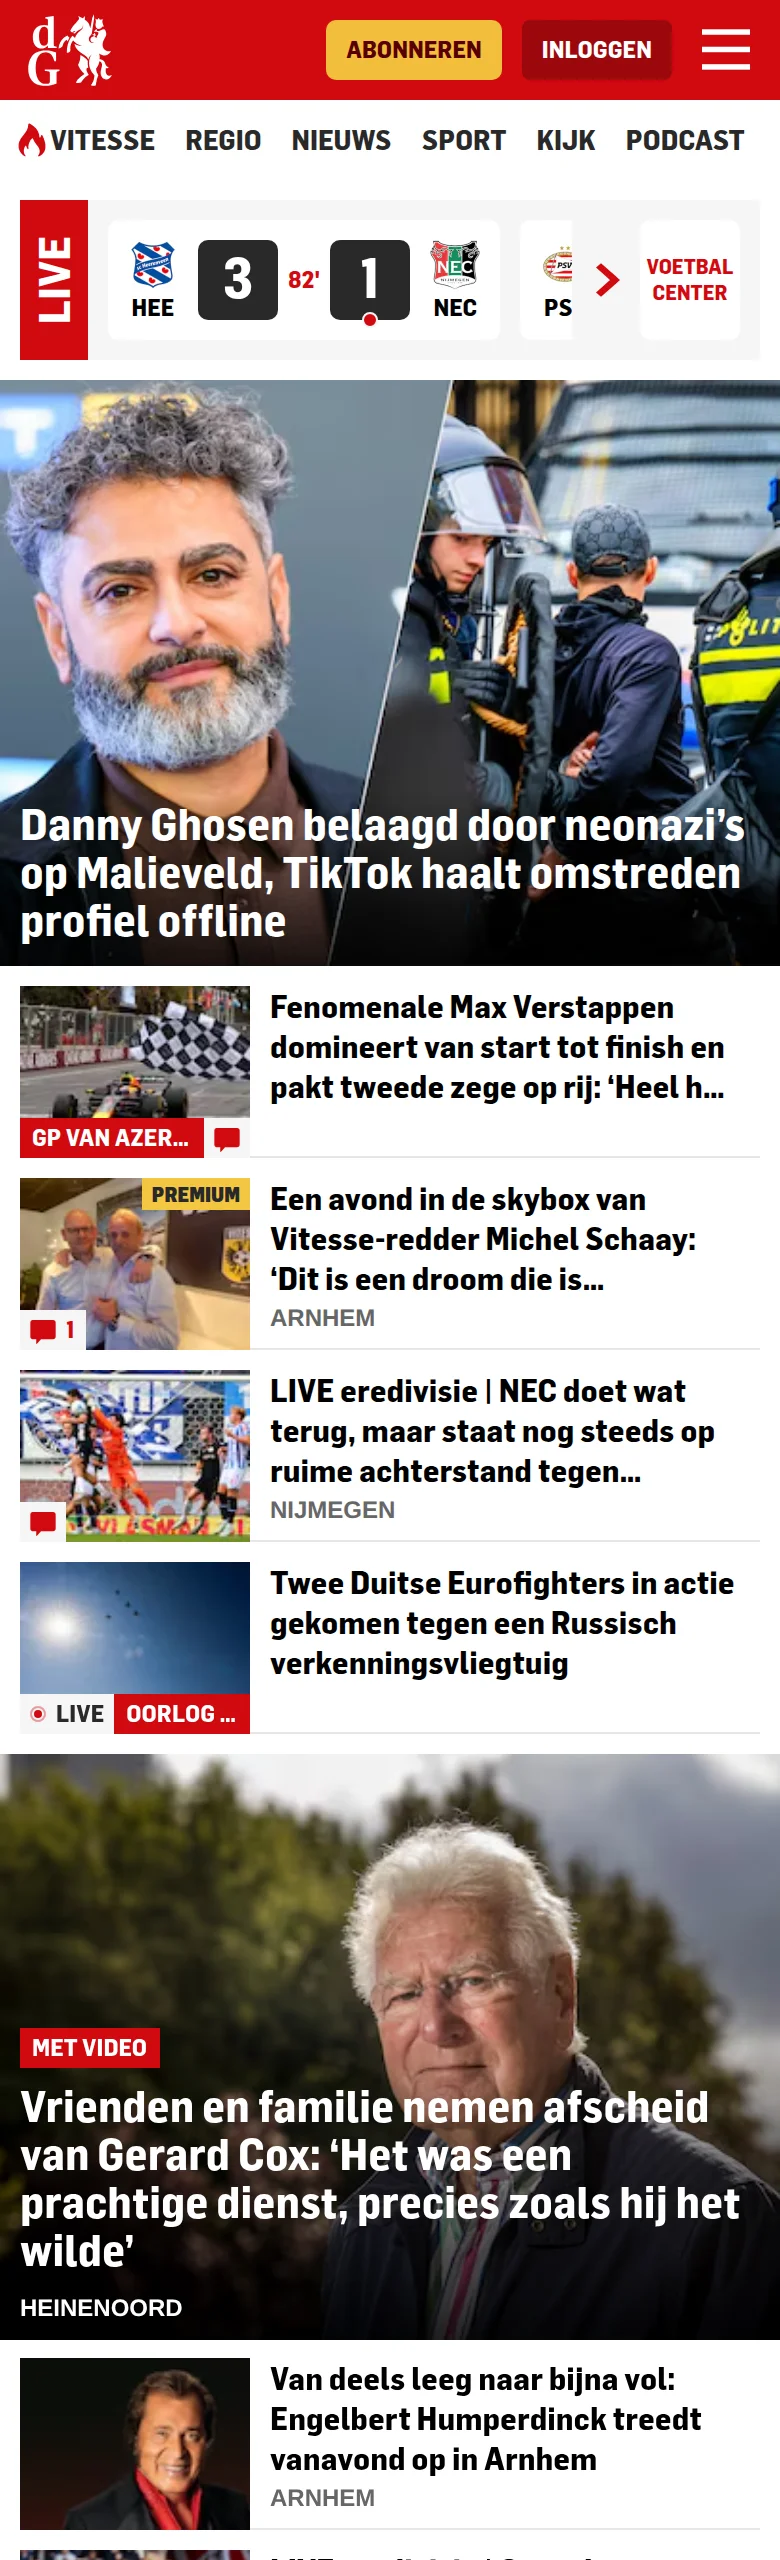 dG
ABONNEREN
INLOGGEN
VITESSE REGIO NIEUWS SPORT KIJK PODCAST
LIVE
HEE
3
82'
1
NEC
NEC
NIJMEGEN
PSV
PS
VOETBAL
CENTER
Danny Ghosen belaagd door neonazi's
op Malieveld, TikTok haalt omstreden
profiel offline
Fenomenale Max Verstappen
domineert van start tot finish en
pakt tweede zege op rij: ‘Heel h...
GP VAN AZER...
PREMIUM
1
Een avond in de skybox van
Vitesse-redder Michel Schaay:
‘Dit is een droom die is...
ARNHEM
LIVE eredivisie | NEC doet wat
terug, maar staat nog steeds op
ruime achterstand tegen...
NIJMEGEN
Twee Duitse Eurofighters in actie
gekomen tegen een Russisch
verkenningsvliegtuig
LIVE
OORLOG ...
MET VIDEO
Vrienden en familie nemen afscheid
van Gerard Cox: ‘Het was een
prachtige dienst, precies zoals hij het
wilde’
HEINENOORD
Van deels leeg naar bijna vol:
Engelbert Humperdinck treedt
vanavond op in Arnhem
ARNHEM